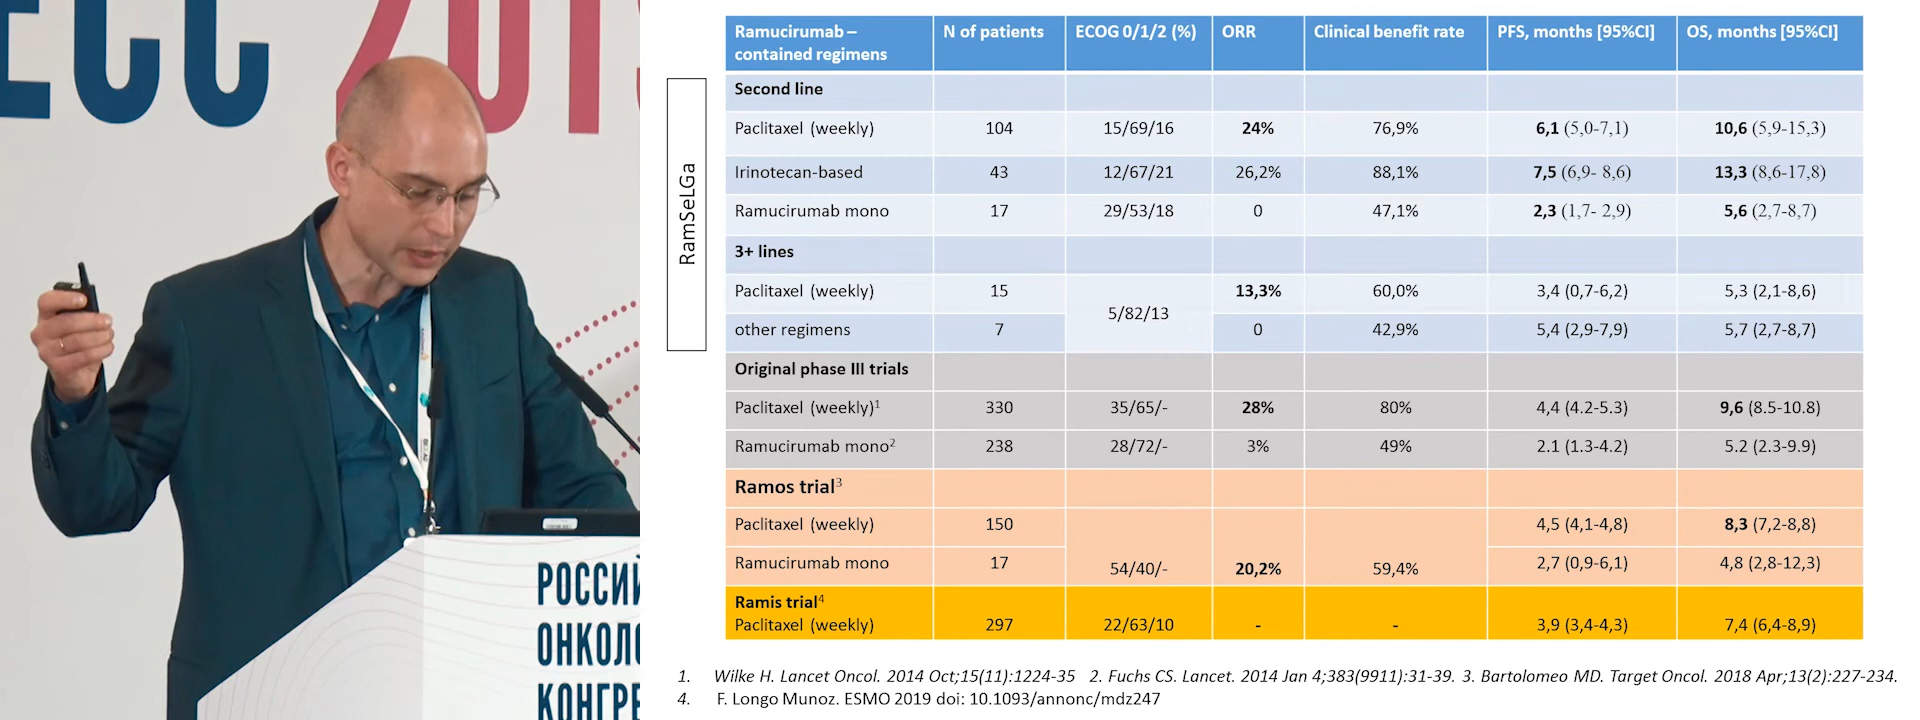 ECC 2019
РОССИЙ
ОНКОЛО
КОНГРЕ
RamSeLGa
Ramucirumab – contained regimens N of patients ECOG 0/1/2 (%) ORR Clinical benefit rate PFS, months [95%CI] OS, months [95%CI]
Second line
Paclitaxel (weekly) 104 15/69/16 24% 76,9% 6,1 (5,0-7,1) 10,6 (5,9-15,3)
Irinotecan-based 43 12/67/21 26,2% 88,1% 7,5 (6,9- 8,6) 13,3 (8,6-17,8)
Ramucirumab mono 17 29/53/18 0 47,1% 2,3 (1,7- 2,9) 5,6 (2,7-8,7)
3+ lines
Paclitaxel (weekly) 15 13,3% 60,0% 3,4 (0,7-6,2) 5,3 (2,1-8,6)
5/82/13
other regimens 7 0 42,9% 5,4 (2,9-7,9) 5,7 (2,7-8,7)
Original phase III trials
Paclitaxel (weekly)1 330 35/65/- 28% 80% 4,4 (4.2-5.3) 9,6 (8.5-10.8)
Ramucirumab mono2 238 28/72/- 3% 49% 2.1 (1.3-4.2) 5.2 (2.3-9.9)
Ramos trial3
Paclitaxel (weekly) 150 4,5 (4,1-4,8) 8,3 (7,2-8,8)
Ramucirumab mono 17 54/40/- 20,2% 59,4% 2,7 (0,9-6,1) 4,8 (2,8-12,3)
Ramis trial4
Paclitaxel (weekly) 297 22/63/10 - - 3,9 (3,4-4,3) 7,4 (6,4-8,9)
1. Wilke H. Lancet Oncol. 2014 Oct;15(11):1224-35 2. Fuchs CS. Lancet. 2014 Jan 4;383(9911):31-39. 3. Bartolomeo MD. Target Oncol. 2018 Apr;13(2):227-234.
4. F. Longo Munoz. ESMO 2019 doi: 10.1093/annonc/mdz247